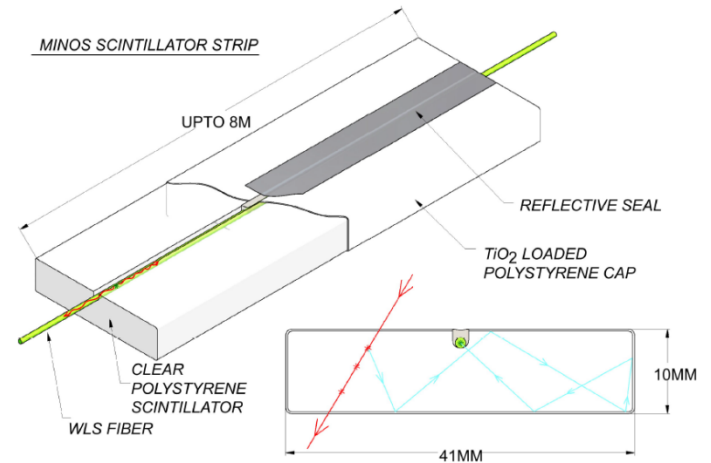 MINOS SCINTILLATOR STRIP
UPTO 8M
REFLECTIVE SEAL
TiO2 LOADED
POLYSTYRENE CAP
CLEAR
POLYSTYRENE
SCINTILLATOR
WLS FIBER
10MM
41MM